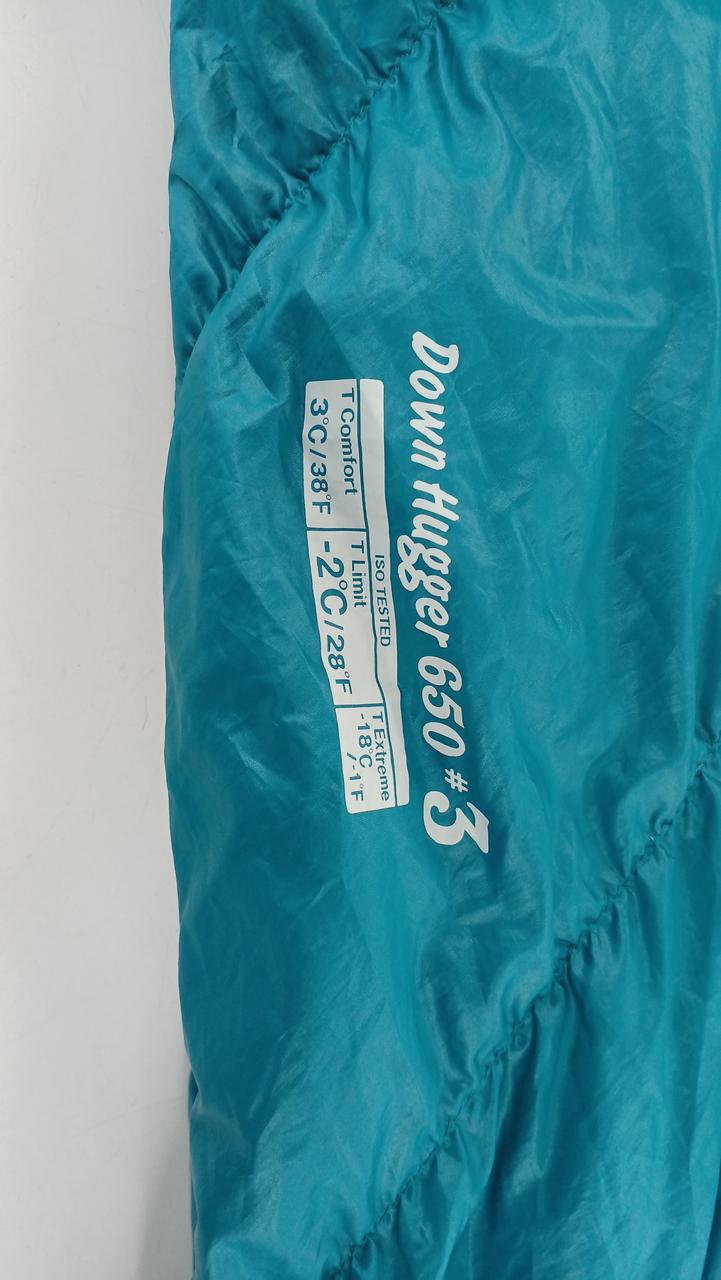 Down Hugger 650 #3
ISO TESTED
T Comfort
3°C/38°F
T Limit
-2°C/28°F
T Extreme
-18°C
/-1°F